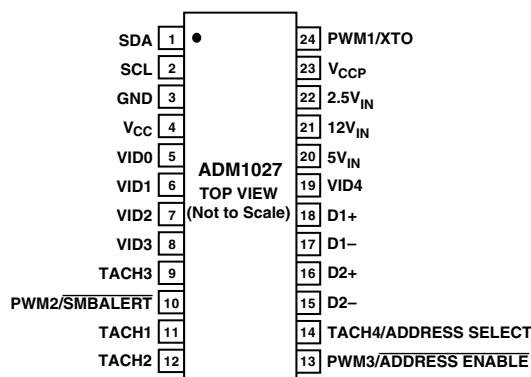 SDA 1 24 PWM1/XTO
SCL 2 23 VCCP
GND 3 22 2.5VIN
VCC 4 21 12VIN
VID0 5 20 5VIN
VID1 6 19 VID4
VID2 7 18 D1+
VID3 8 17 D1–
TACH3 9 16 D2+
PWM2/SMBALERT 10 15 D2–
TACH1 11 14 TACH4/ADDRESS SELECT
TACH2 12 13 PWM3/ADDRESS ENABLE
ADM1027
TOP VIEW
(Not to Scale)